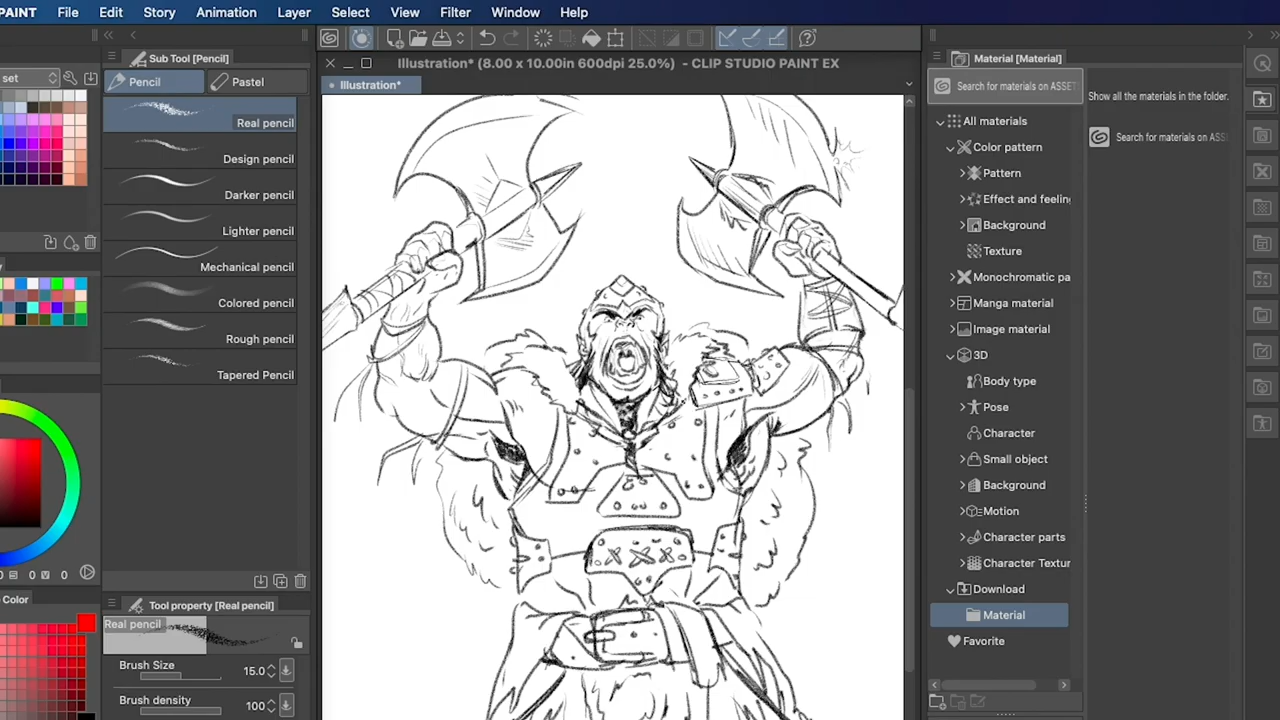 PAINT File Edit Story Animation Layer Select View Filter Window Help
Sub Tool [Pencil]
Pencil Pastel
Real pencil
Design pencil
Darker pencil
Lighter pencil
Mechanical pencil
Colored pencil
Rough pencil
Tapered Pencil
Tool property [Real pencil]
Real pencil
Brush Size 15.0
Brush density 100
set
0 0 0
Color
Illustration* (8.00 x 10.00in 600dpi 25.0%) - CLIP STUDIO PAINT EX
Illustration*
Material [Material]
Search for materials on ASSET
All materials
Color pattern
Pattern
Effect and feeling
Background
Texture
Monochromatic pa
Manga material
Image material
3D
Body type
Pose
Character
Small object
Background
Motion
Character parts
Character Textur
Download
Material
Favorite
Show all the materials in the folder.
Search for materials on ASSE